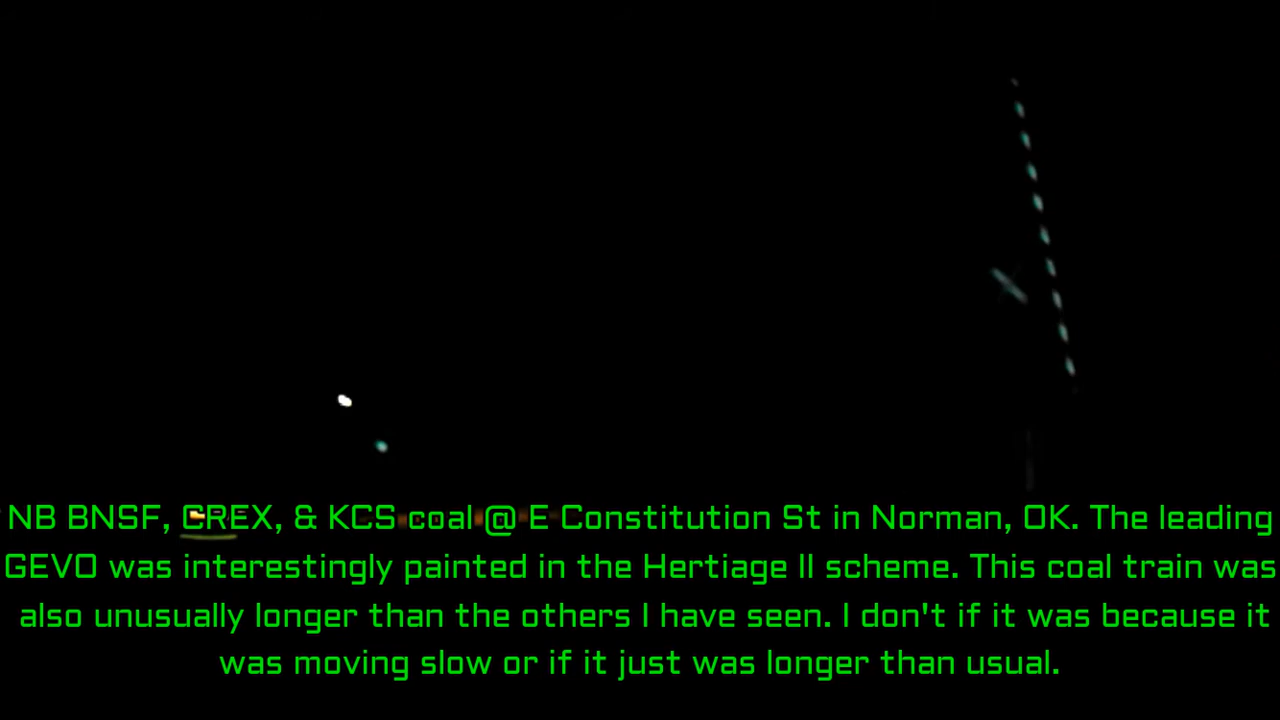 NB BNSF, CREX, & KCS coal @ E Constitution St in Norman, OK. The leading
GEVO was interestingly painted in the Hertiage II scheme. This coal train was
also unusually longer than the others I have seen. I don't if it was because it
was moving slow or if it just was longer than usual.